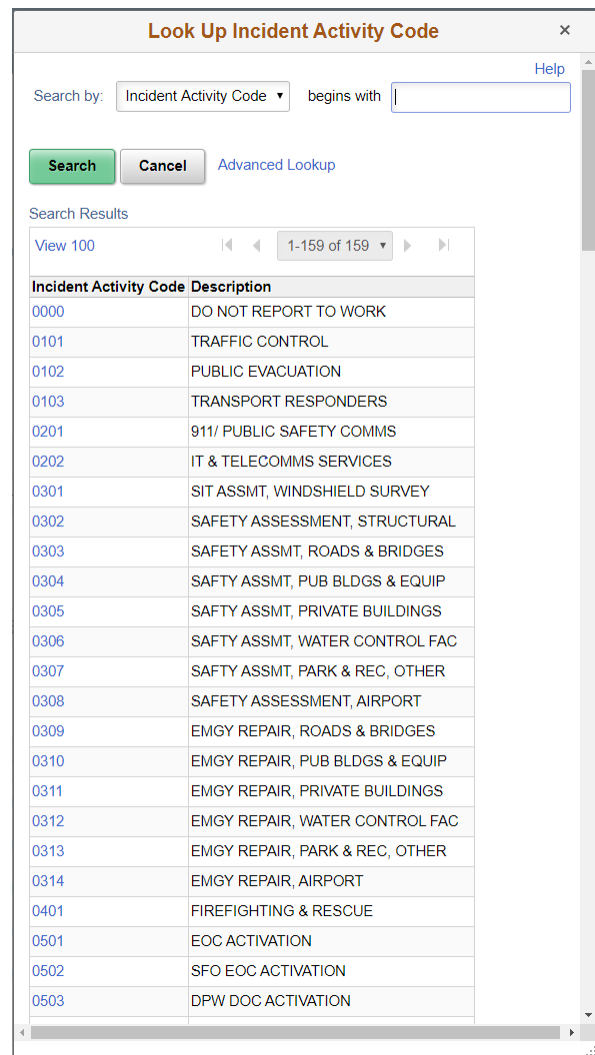 Look Up Incident Activity Code ×
Help
Search by: Incident Activity Code begins with
Search Cancel Advanced Lookup
Search Results
View 100 1-159 of 159
Incident Activity Code Description
0000 DO NOT REPORT TO WORK
0101 TRAFFIC CONTROL
0102 PUBLIC EVACUATION
0103 TRANSPORT RESPONDERS
0201 911/ PUBLIC SAFETY COMMS
0202 IT & TELECOMMS SERVICES
0301 SIT ASSMT, WINDSHIELD SURVEY
0302 SAFETY ASSESSMENT, STRUCTURAL
0303 SAFETY ASSMT, ROADS & BRIDGES
0304 SAFTY ASSMT, PUB BLDGS & EQUIP
0305 SAFTY ASSMT, PRIVATE BUILDINGS
0306 SAFTY ASSMT, WATER CONTROL FAC
0307 SAFTY ASSMT, PARK & REC, OTHER
0308 SAFETY ASSESSMENT, AIRPORT
0309 EMGY REPAIR, ROADS & BRIDGES
0310 EMGY REPAIR, PUB BLDGS & EQUIP
0311 EMGY REPAIR, PRIVATE BUILDINGS
0312 EMGY REPAIR, WATER CONTROL FAC
0313 EMGY REPAIR, PARK & REC, OTHER
0314 EMGY REPAIR, AIRPORT
0401 FIREFIGHTING & RESCUE
0501 EOC ACTIVATION
0502 SFO EOC ACTIVATION
0503 DPW DOC ACTIVATION